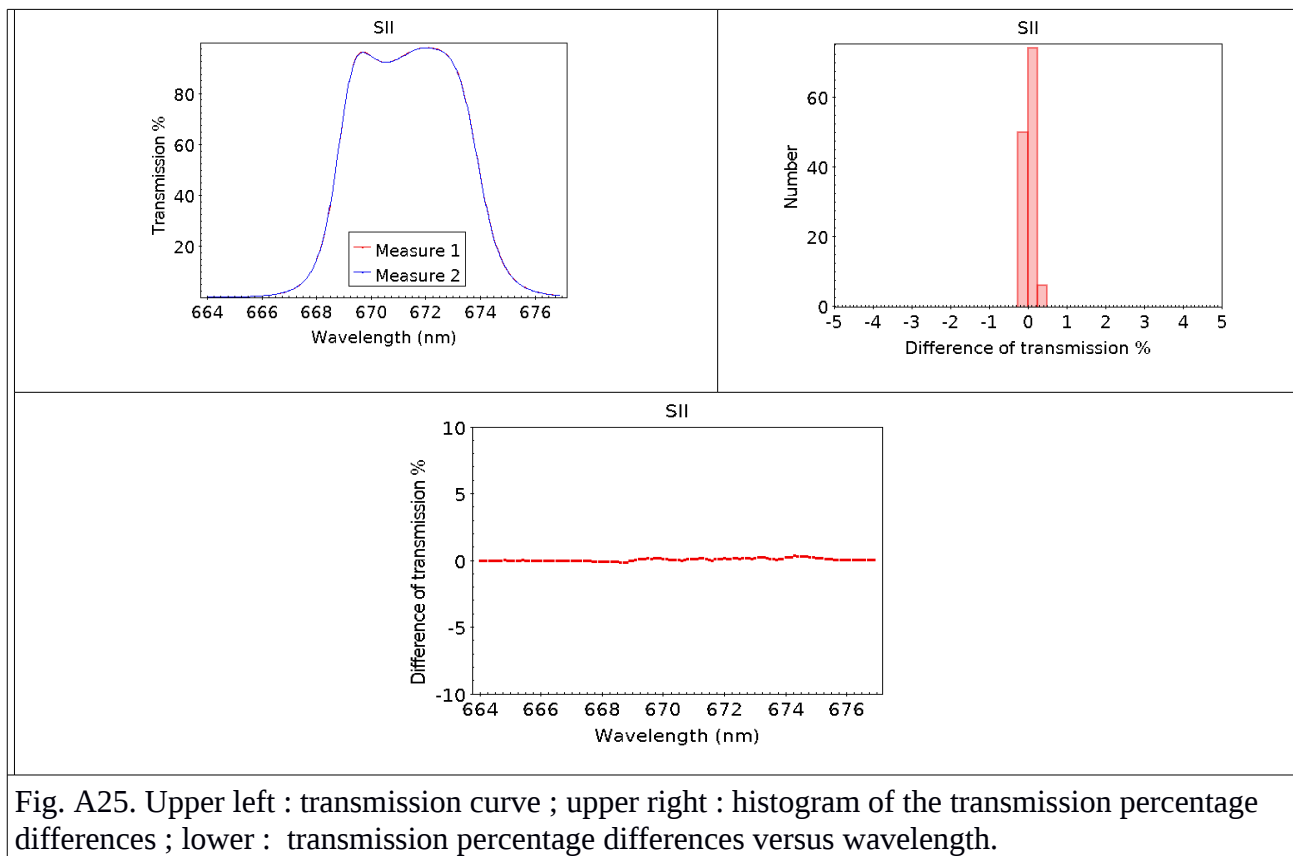 SII
Transmission %
80
60
40
20
Measure 1
Measure 2
664 666 668 670 672 674 676
Wavelength (nm)
SII
Number
60
40
20
0
-5 -4 -3 -2 -1 0 1 2 3 4 5
Difference of transmission %
SII
Difference of transmission %
10
5
0
-5
-10
664 666 668 670 672 674 676
Wavelength (nm)
Fig. A25. Upper left : transmission curve ; upper right : histogram of the transmission percentage
differences ; lower : transmission percentage differences versus wavelength.